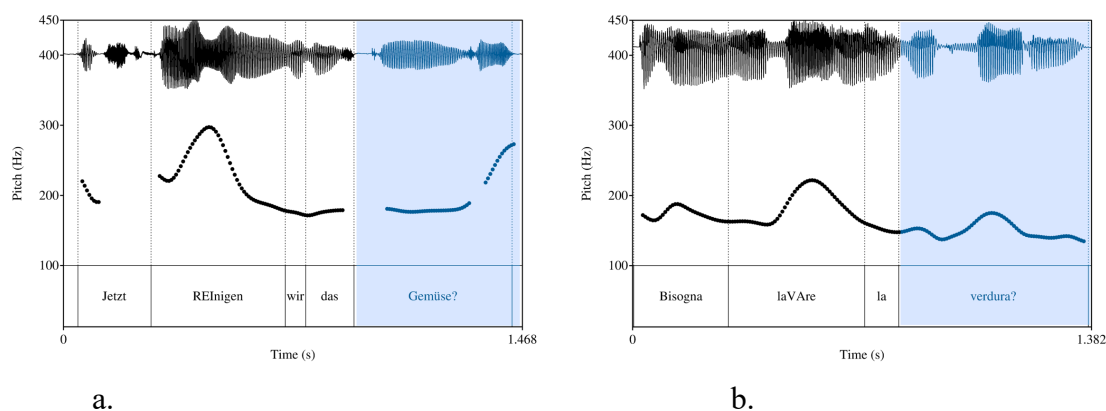 450
400
300
200
100
Pitch (Hz)
Jetzt REInigen wir das Gemüse?
0 1.468
Time (s)
a.
450
400
300
200
100
Pitch (Hz)
Bisogna laVAre la verdura?
0 1.382
Time (s)
b.